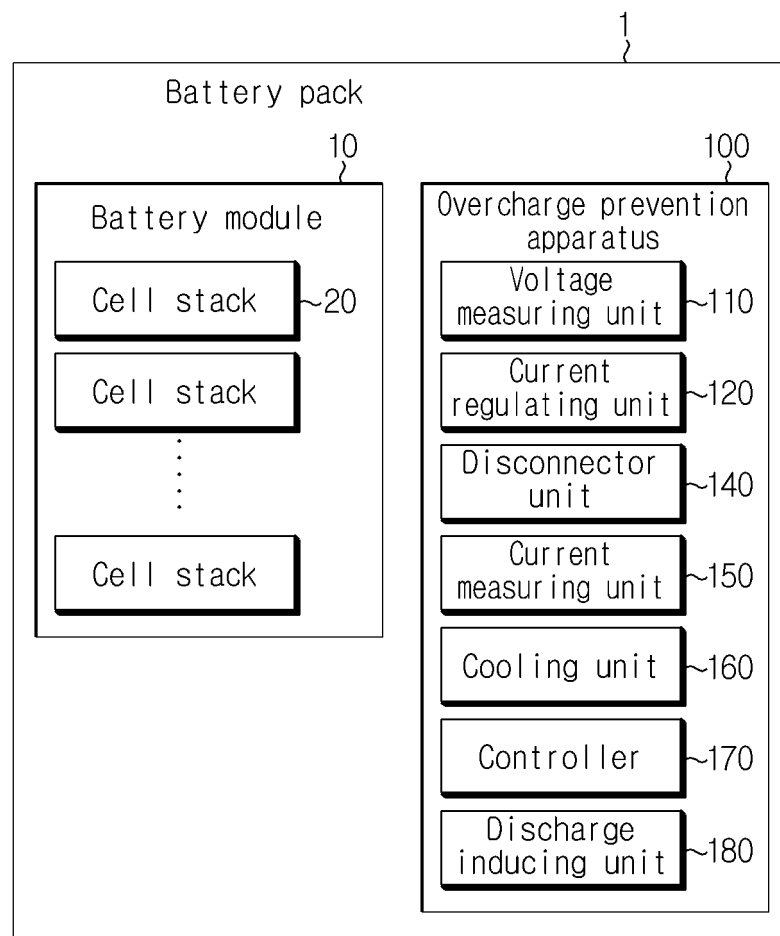 1
Battery pack
10
Battery module
Cell stack
20
Cell stack
Cell stack
100
Overcharge prevention
apparatus
Voltage
measuring unit
110
Current
regulating unit
120
Disconnector
unit
140
Current
measuring unit
150
Cooling unit
160
Controller
170
Discharge
inducing unit
180